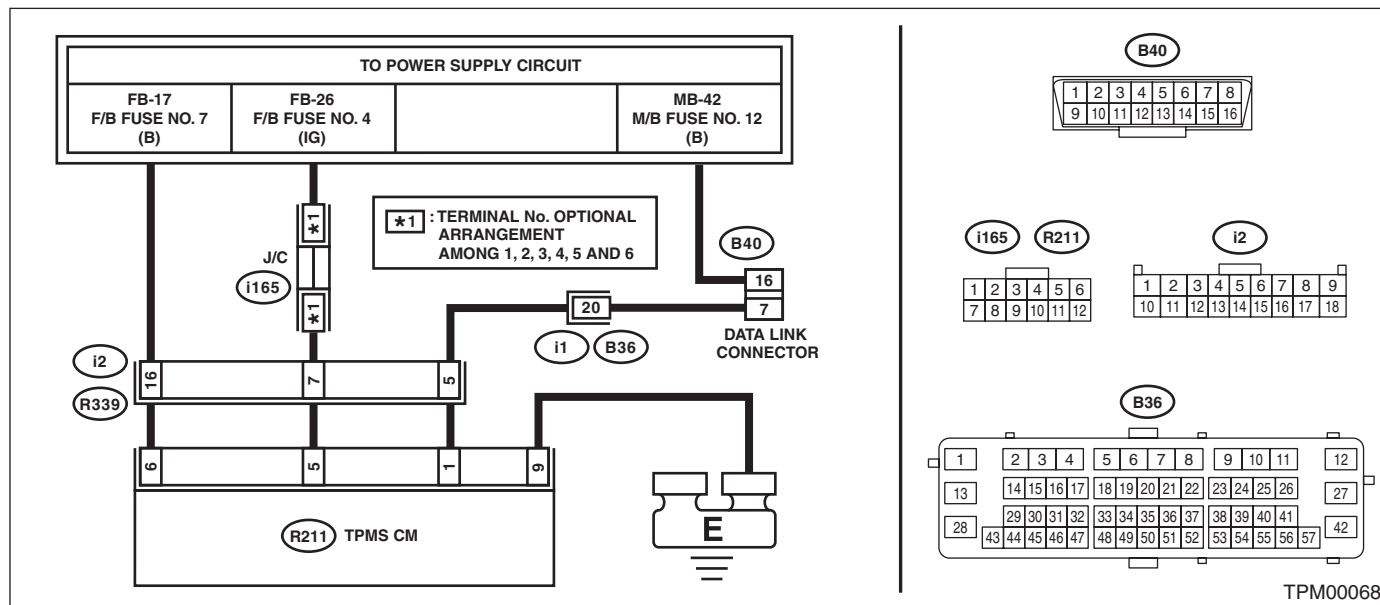 TO POWER SUPPLY CIRCUIT
FB-17
F/B FUSE NO. 7
(B)
FB-26
F/B FUSE NO. 4
(IG)
MB-42
M/B FUSE NO. 12
(B)
*1
J/C
i165
*1
*1 : TERMINAL No. OPTIONAL
ARRANGEMENT
AMONG 1, 2, 3, 4, 5 AND 6
B40
16
7
DATA LINK
CONNECTOR
20
i1 B36
i2
R339
16 7 5
6 5 1 9
R211 TPMS CM
E
B40
1 2 3 4 5 6 7 8
9 10 11 12 13 14 15 16
i165 R211
1 2 3 4 5 6
7 8 9 10 11 12
i2
1 2 3 4 5 6 7 8 9
10 11 12 13 14 15 16 17 18
B36
1 2 3 4 5 6 7 8 9 10 11 12
13 14 15 16 17 18 19 20 21 22 23 24 25 26 27
28 29 30 31 32 33 34 35 36 37 38 39 40 41 42
43 44 45 46 47 48 49 50 51 52 53 54 55 56 57
TPM00068